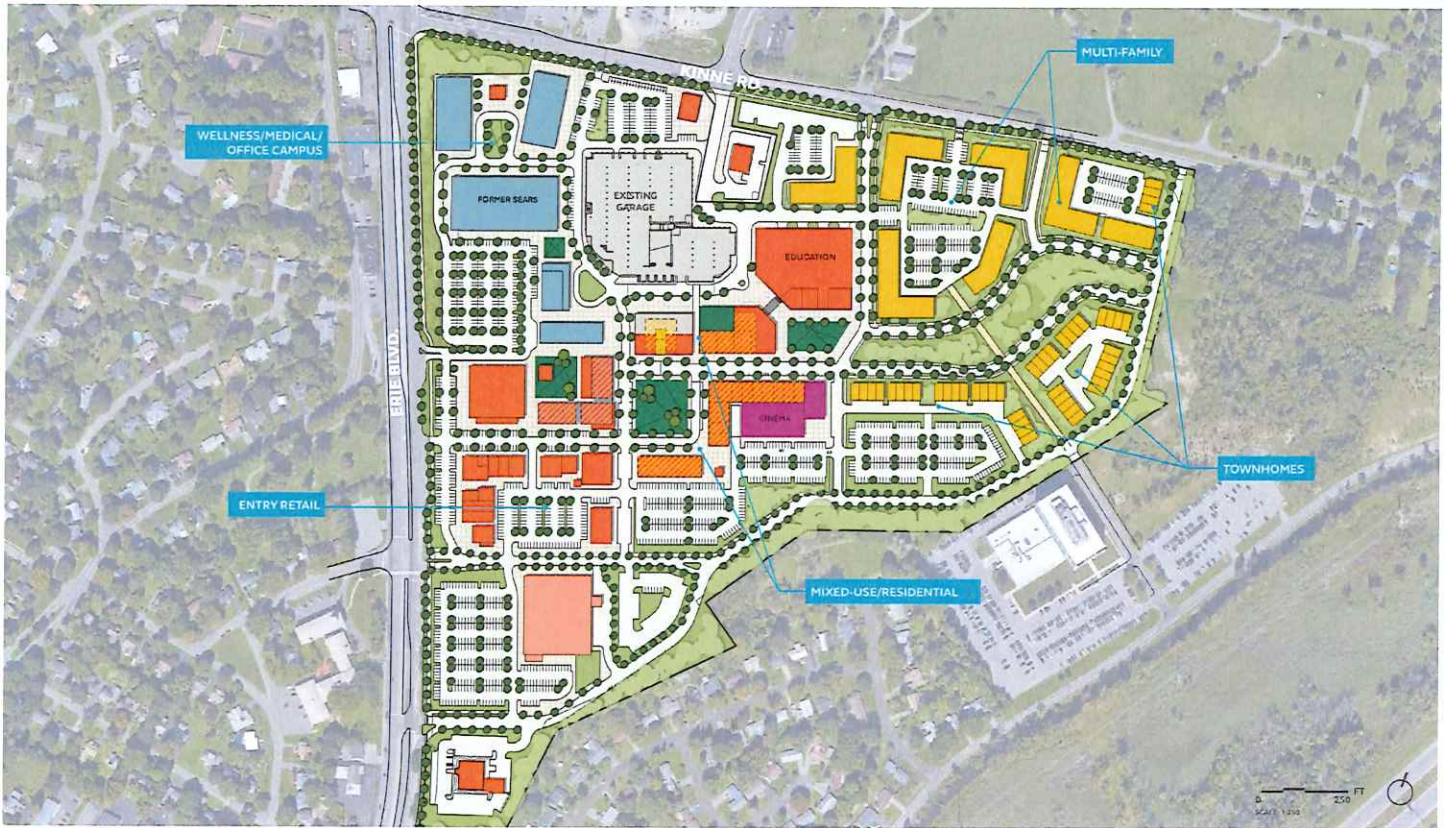 KINNE RD.
MULTI-FAMILY
WELLNESS/MEDICAL/
OFFICE CAMPUS
FORMER SEARS
EXISTING
GARAGE
EDUCATION
ERIE BLVD.
CINEMA
TOWNHOMES
ENTRY RETAIL
MIXED-USE/RESIDENTIAL
0 250 FT